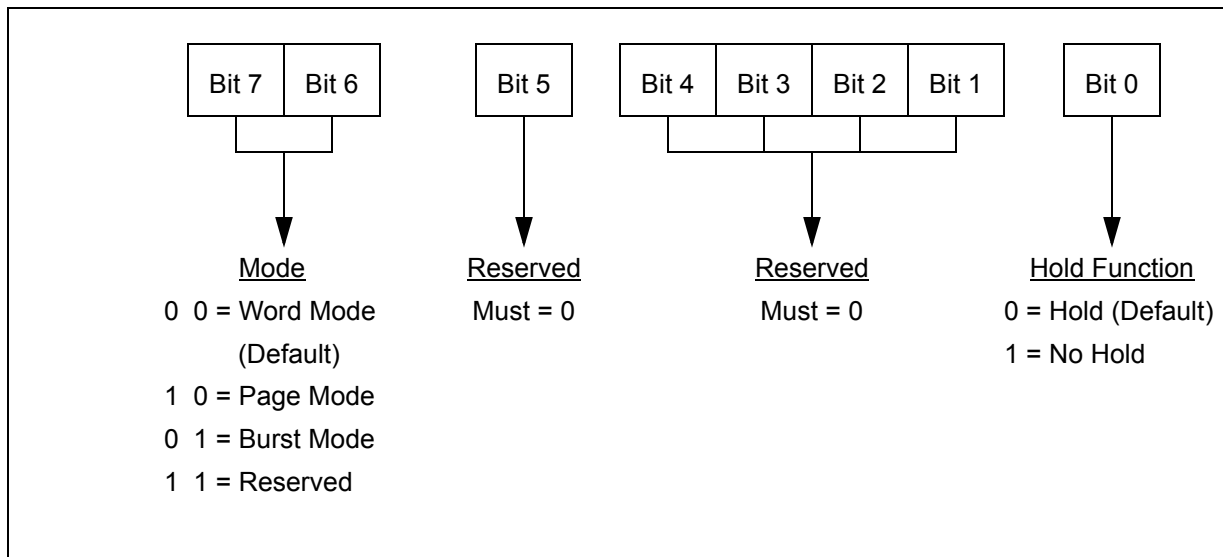 Bit 7 Bit 6 Bit 5 Bit 4 Bit 3 Bit 2 Bit 1 Bit 0
Mode
0 0 = Word Mode
(Default)
1 0 = Page Mode
0 1 = Burst Mode
1 1 = Reserved
Reserved
Must = 0
Reserved
Must = 0
Hold Function
0 = Hold (Default)
1 = No Hold